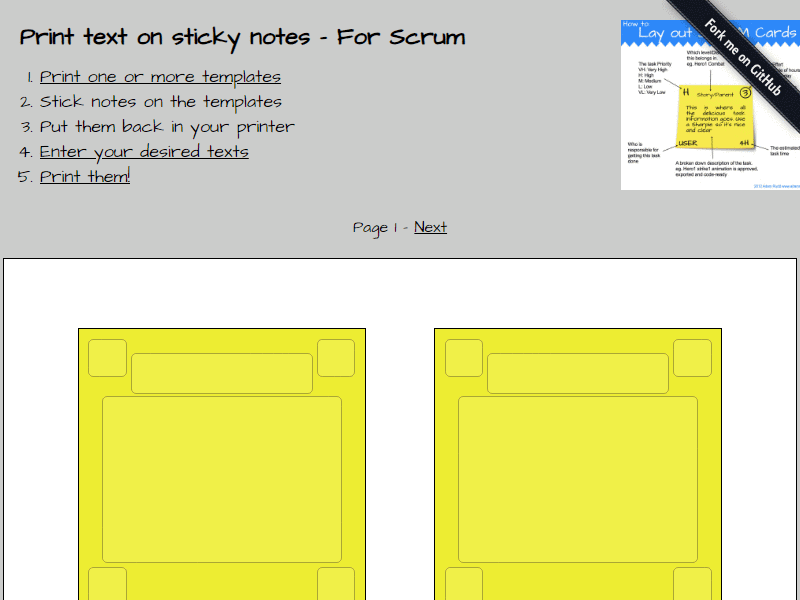 Print text on sticky notes - For Scrum
1. Print one or more templates
2. Stick notes on the templates
3. Put them back in your printer
4. Enter your desired texts
5. Print them!
How to:
Lay out
M Cards
Fork me on GitHub
this belongs in.
eg. Hero1 Combat
The task Priority
VH: Very High
H: High
M: Medium
L: Low
VL: Very Low
H
Story/Parent
3
This is where all
the delicious task
information goes. Use
a Sharpie so it's nice
and clear
USER
4H
Who is
responsible for
getting this task
done
The estimated
task time
A broken down description of the task.
eg. Hero1 strike1 animation is approved,
exported and code-ready
Page 1 - Next